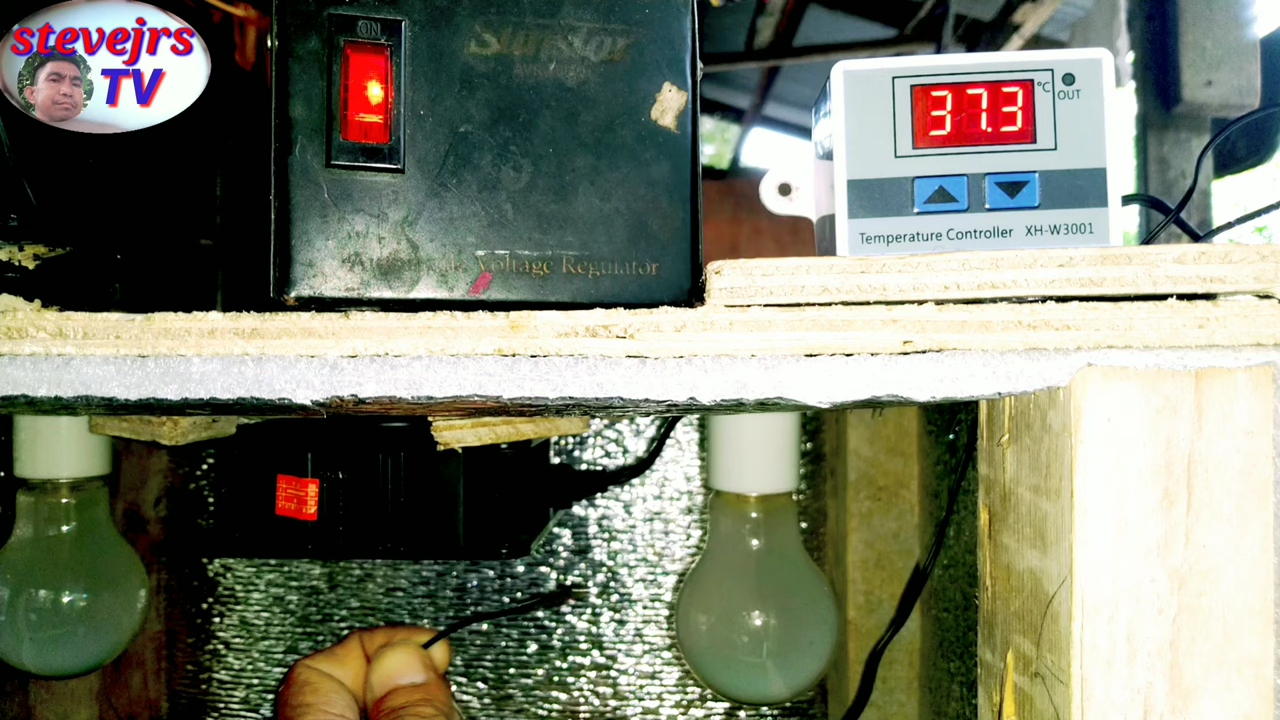 stevejrs
TV
ON
37.3
°C
OUT
Temperature Controller XH-W3001
Voltage Regulator